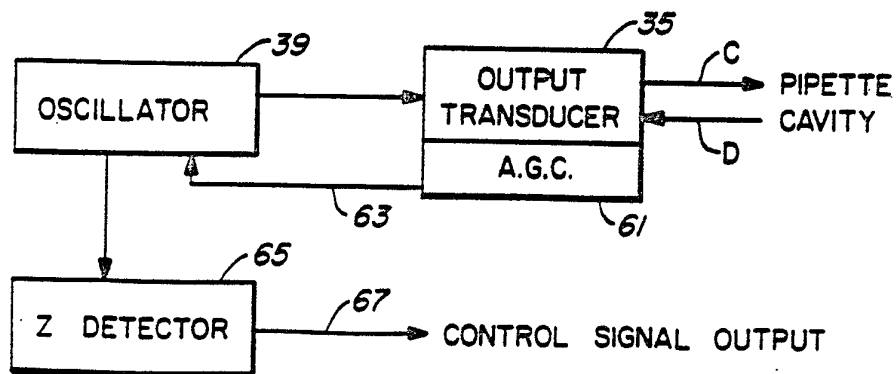 39
35
OSCILLATOR
OUTPUT
TRANSDUCER
A.G.C.
C
PIPETTE
CAVITY
D
63
61
65
Z DETECTOR
67
CONTROL SIGNAL OUTPUT